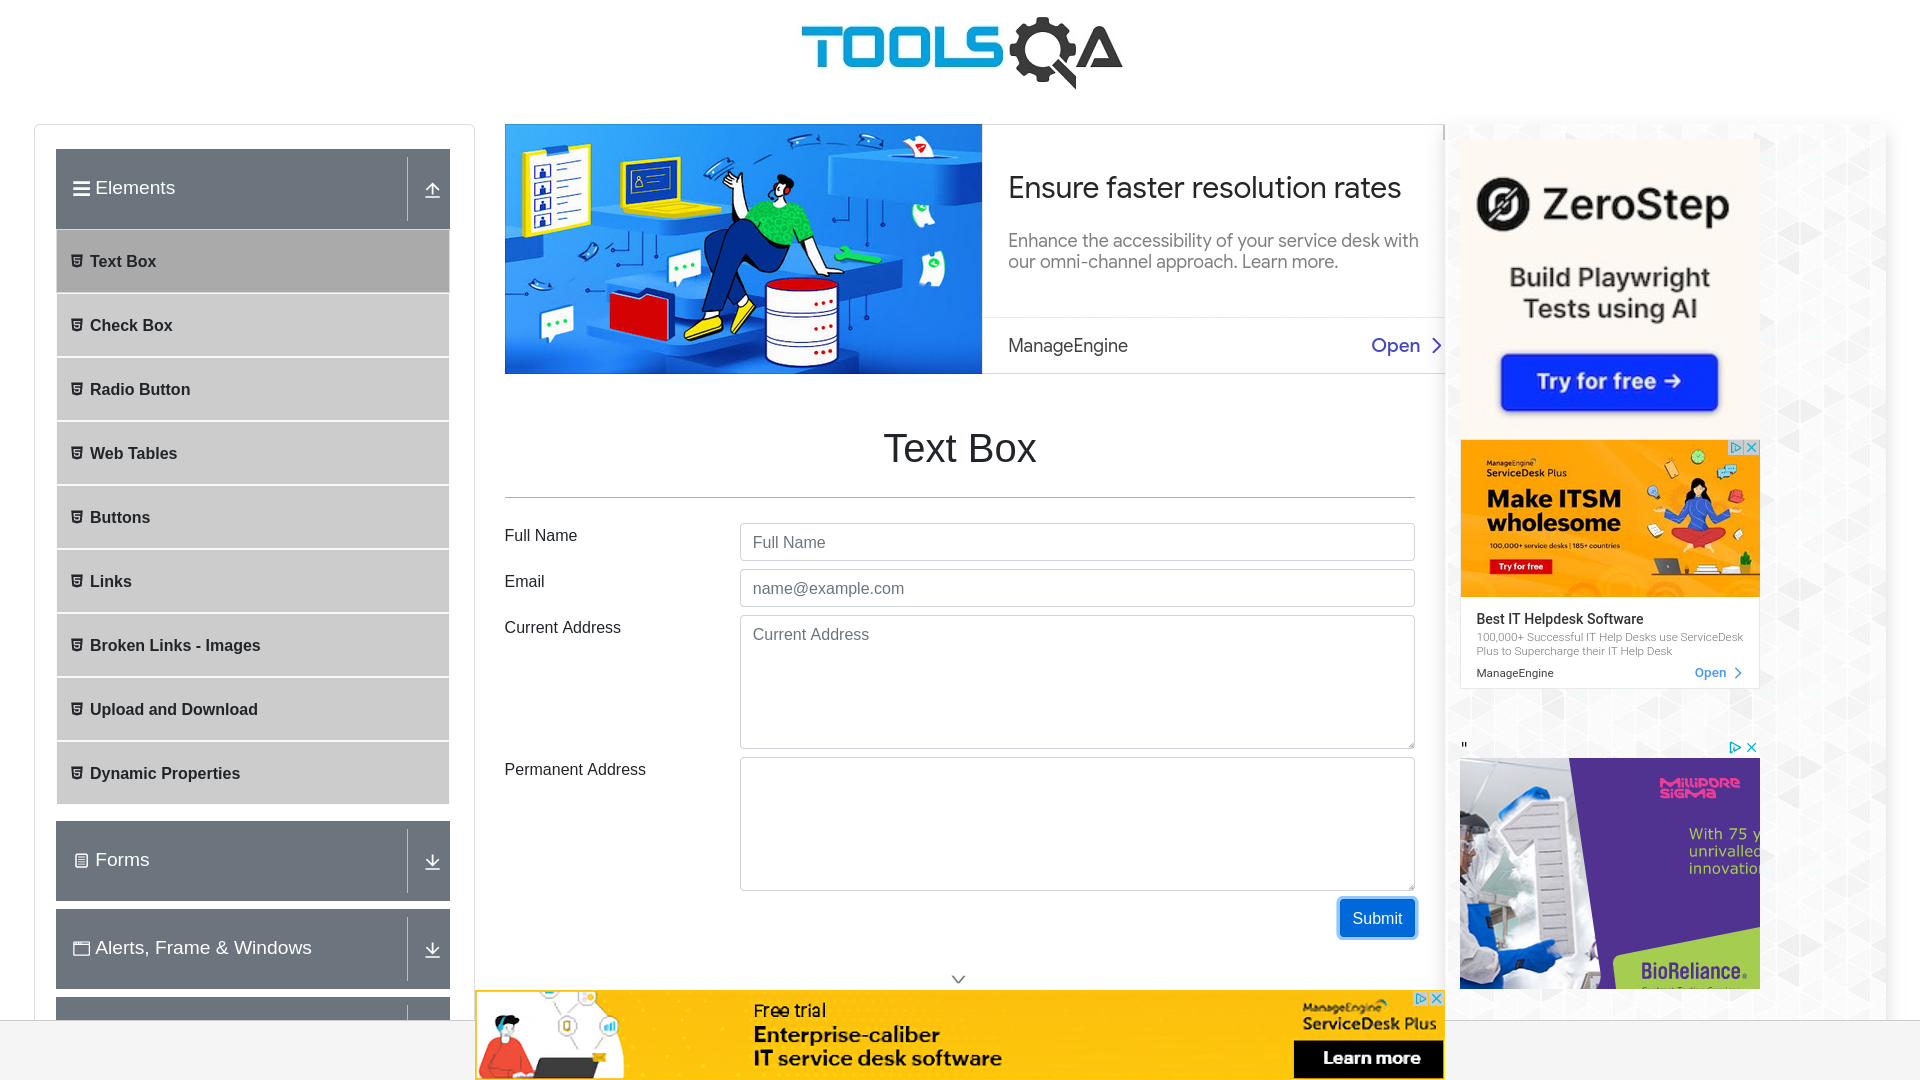 TOOLSQA
Elements
Text Box
Check Box
Radio Button
Web Tables
Buttons
Links
Broken Links - Images
Upload and Download
Dynamic Properties
Forms
Alerts, Frame & Windows
Ensure faster resolution rates
Enhance the accessibility of your service desk with
our omni-channel approach. Learn more.
ManageEngine
Open
Text Box
Full Name
Full Name
Email
name@example.com
Current Address
Current Address
Permanent Address
Submit
Free trial
Enterprise-caliber
IT service desk software
ManageEngine
ServiceDesk Plus
Learn more
ZeroStep
Build Playwright
Tests using AI
Try for free →
ManageEngine
ServiceDesk Plus
Make ITSM
wholesome
100,000+ service desks | 185+ countries
Try for free
Best IT Helpdesk Software
100,000+ Successful IT Help Desks use ServiceDesk
Plus to Supercharge their IT Help Desk
ManageEngine
Open
"
MILLIPORE
SIGMA
With 75 y
unrivalled
innovation
BioReliance